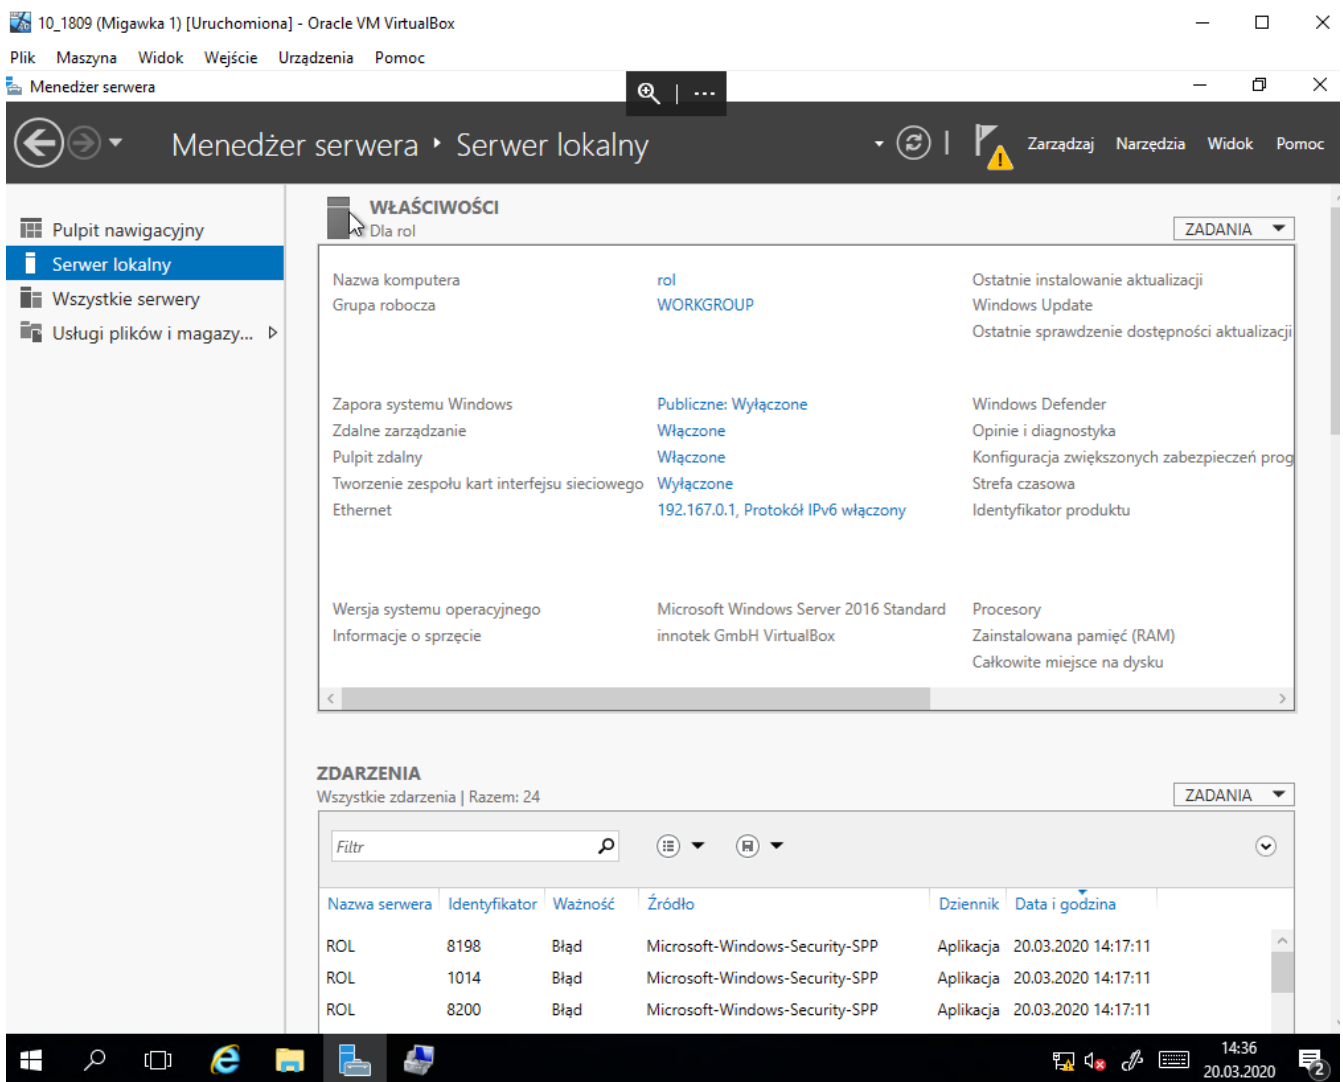 10_1809 (Migawka 1) [Uruchomiona] - Oracle VM VirtualBox
Plik Maszyna Widok Wejście Urządzenia Pomoc
Menedżer serwera
Menedżer serwera ‣ Serwer lokalny
Zarządzaj Narzędzia Widok Pomoc
Pulpit nawigacyjny
Serwer lokalny
Wszystkie serwery
Usługi plików i magazy...
WŁAŚCIWOŚCI
Dla rol
ZADANIA
Nazwa komputera rol Ostatnie instalowanie aktualizacji
Grupa robocza WORKGROUP Windows Update
Ostatnie sprawdzenie dostępności aktualizacji
Zapora systemu Windows Publiczne: Wyłączone Windows Defender
Zdalne zarządzanie Włączone Opinie i diagnostyka
Pulpit zdalny Włączone Konfiguracja zwiększonych zabezpieczeń prog
Tworzenie zespołu kart interfejsu sieciowego Wyłączone Strefa czasowa
Ethernet 192.167.0.1, Protokół IPv6 włączony Identyfikator produktu
Wersja systemu operacyjnego Microsoft Windows Server 2016 Standard Procesory
Informacje o sprzęcie innotek GmbH VirtualBox Zainstalowana pamięć (RAM)
Całkowite miejsce na dysku
ZDARZENIA
Wszystkie zdarzenia | Razem: 24
ZADANIA
Filtr
Nazwa serwera Identyfikator Ważność Źródło Dziennik Data i godzina
ROL 8198 Błąd Microsoft-Windows-Security-SPP Aplikacja 20.03.2020 14:17:11
ROL 1014 Błąd Microsoft-Windows-Security-SPP Aplikacja 20.03.2020 14:17:11
ROL 8200 Błąd Microsoft-Windows-Security-SPP Aplikacja 20.03.2020 14:17:11
14:36
20.03.2020
2